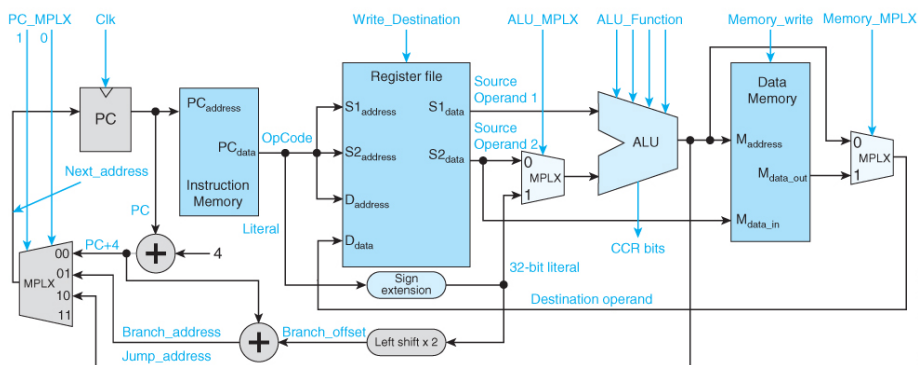 PC_MPLX
1 0
Clk
Write_Destination
ALU_MPLX
ALU_Function
Memory_write
Memory_MPLX
PC
PCaddress
PCdata
Instruction
Memory
OpCode
Register file
S1address
S2address
Daddress
Ddata
S1data
S2data
Source
Operand 1
Source
Operand 2
0
MPLX
1
ALU
CCR bits
Data
Memory
Maddress
Mdata_out
Mdata_in
0
MPLX
1
Next_address
PC
Literal
PC+4
+
4
MPLX
00
01
10
11
Sign
extension
32-bit literal
Destination operand
Branch_address
Jump_address
+
Branch_offset
Left shift x 2